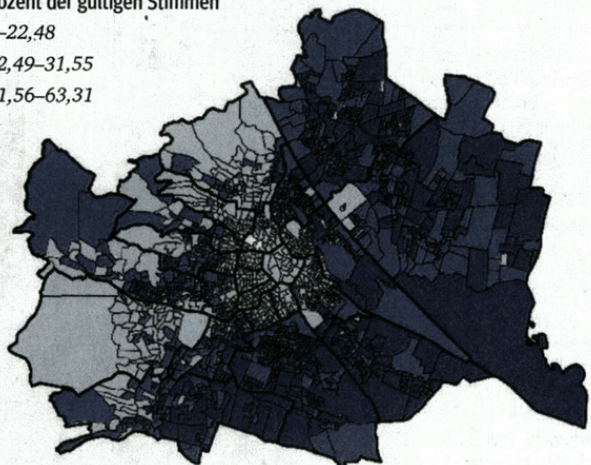 ozent der gültigen Stimmen
–22,48
2,49–31,55
1,56–63,31